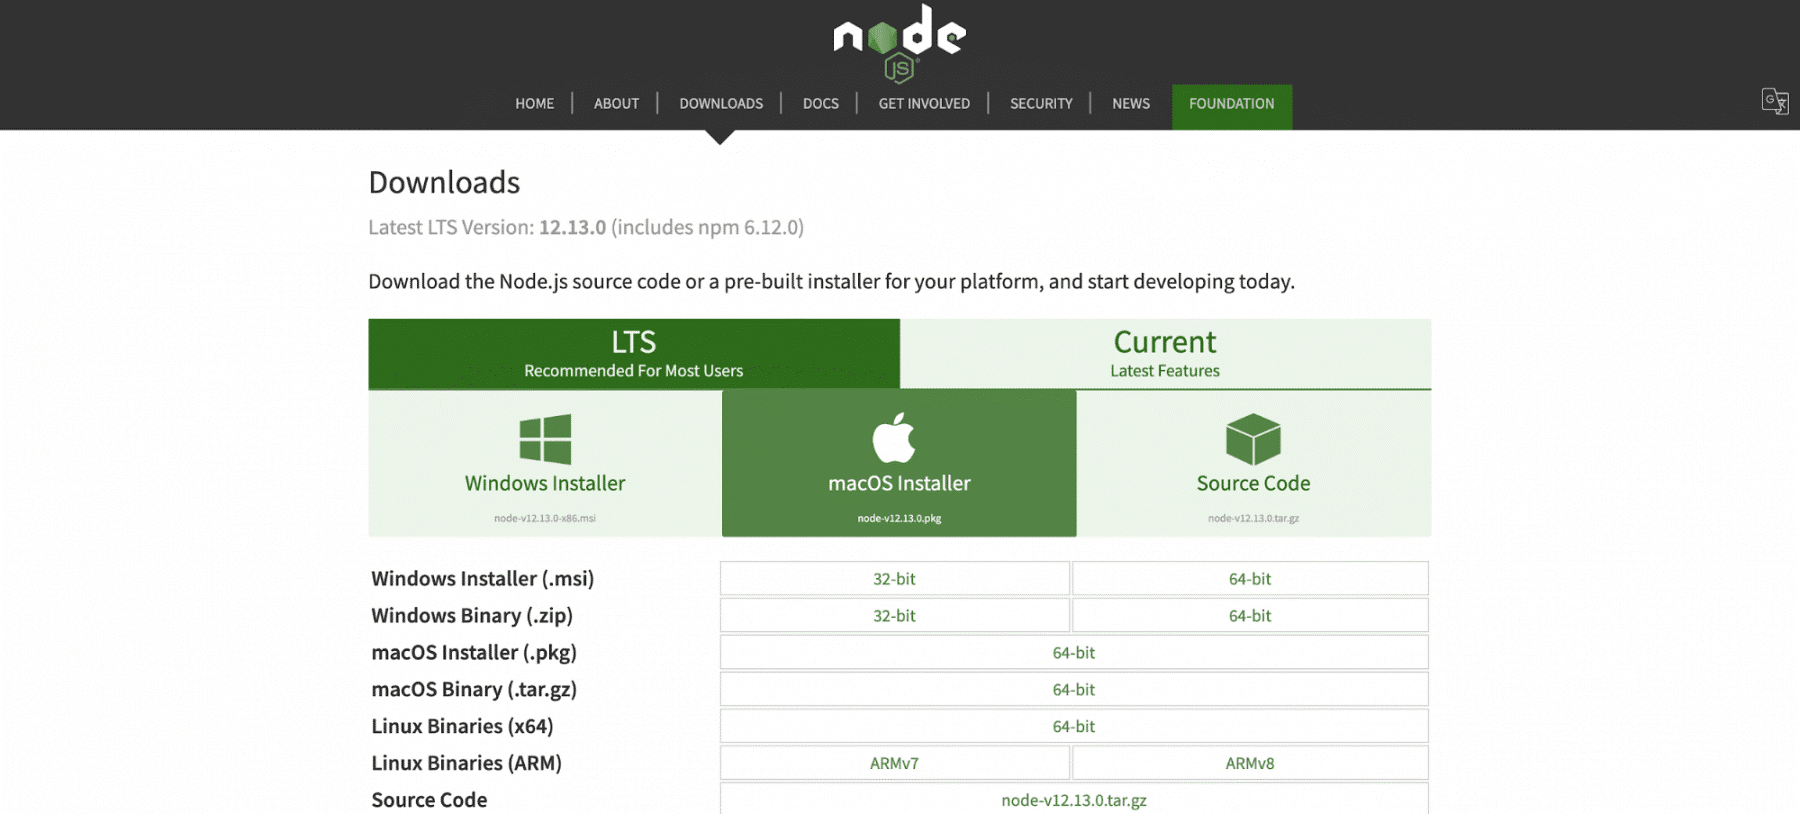 node
JS
HOME ABOUT DOWNLOADS DOCS GET INVOLVED SECURITY NEWS FOUNDATION
G
Downloads
Latest LTS Version: 12.13.0 (includes npm 6.12.0)
Download the Node.js source code or a pre-built installer for your platform, and start developing today.
LTS
Recommended For Most Users
Current
Latest Features
Windows Installer
node-v12.13.0-x86.msi
macOS Installer
node-v12.13.0.pkg
Source Code
node-v12.13.0.tar.gz
Windows Installer (.msi) 32-bit 64-bit
Windows Binary (.zip) 32-bit 64-bit
macOS Installer (.pkg) 64-bit
macOS Binary (.tar.gz) 64-bit
Linux Binaries (x64) 64-bit
Linux Binaries (ARM) ARMv7 ARMv8
Source Code node-v12.13.0.tar.gz